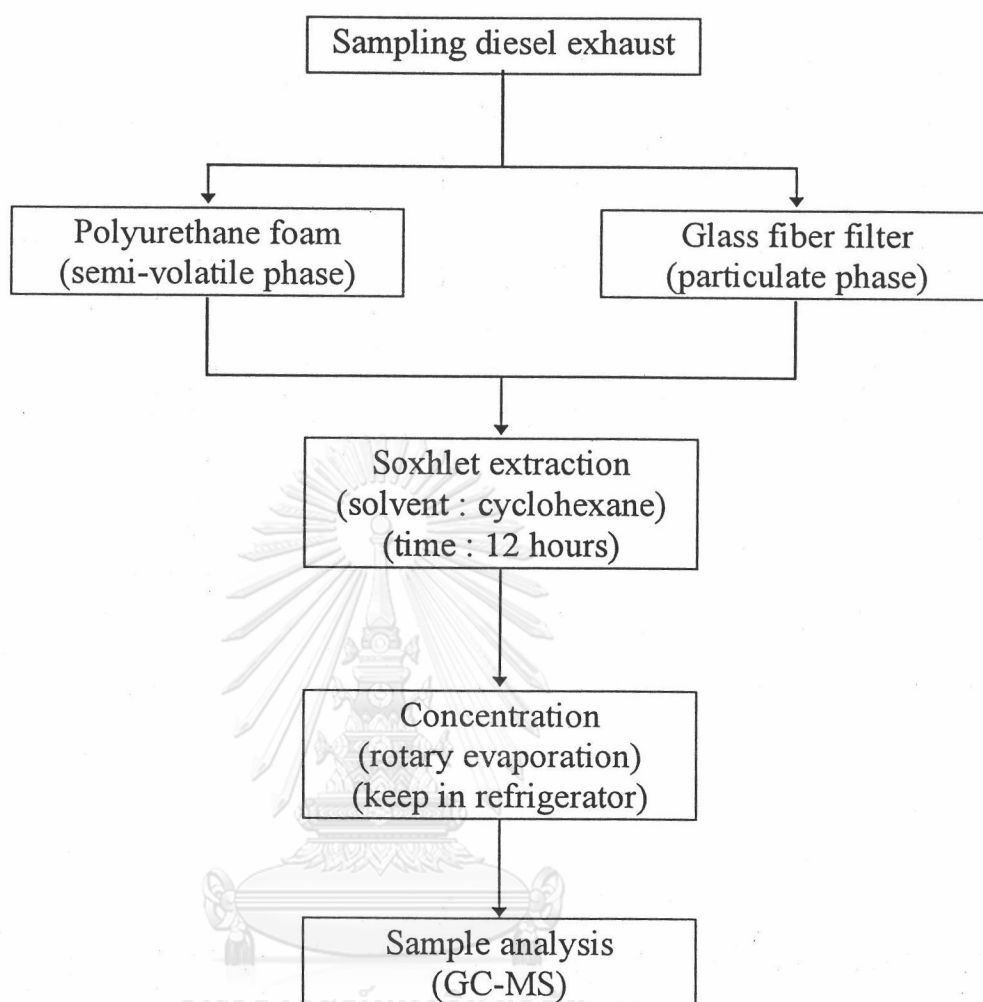 Sampling diesel exhaust
Polyurethane foam
(semi-volatile phase)
Glass fiber filter
(particulate phase)
Soxhlet extraction
(solvent : cyclohexane)
(time : 12 hours)
Concentration
(rotary evaporation)
(keep in refrigerator)
Sample analysis
(GC-MS)